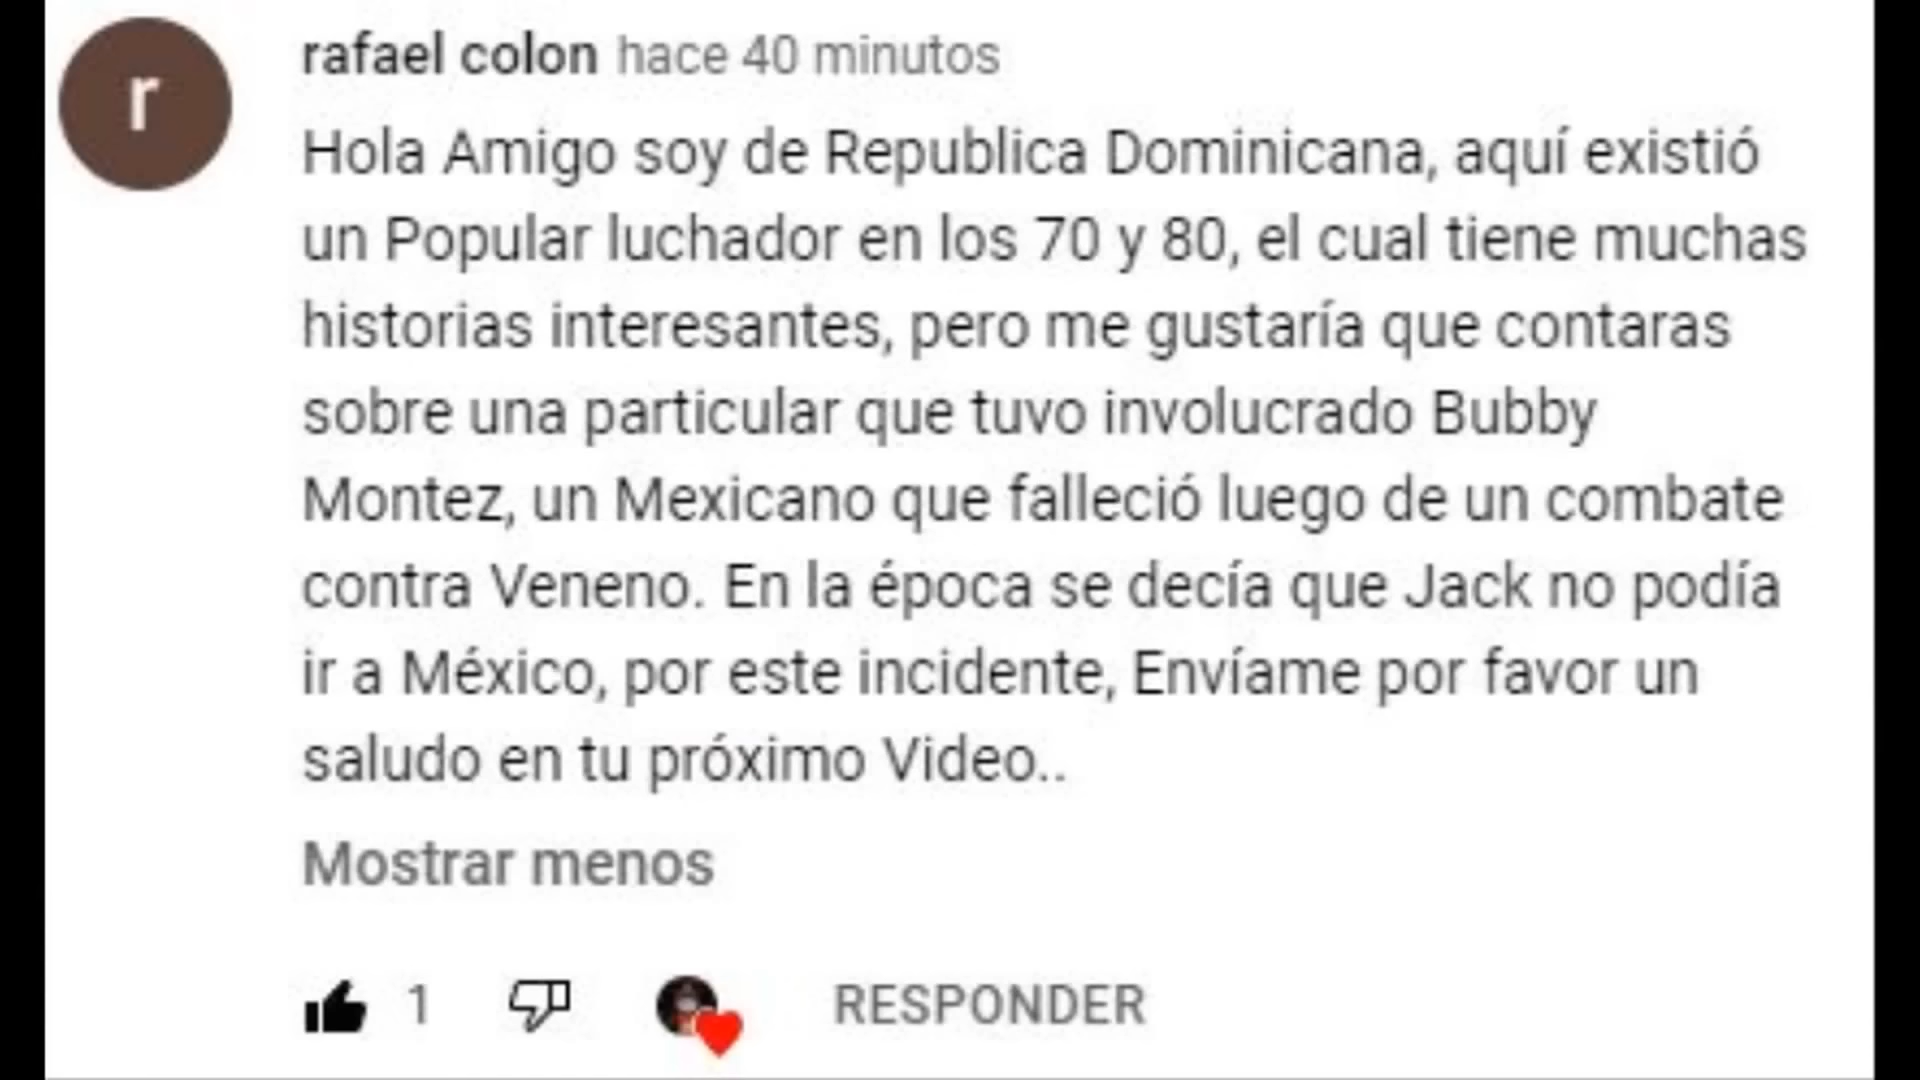 r
rafael colon hace 40 minutos
Hola Amigo soy de Republica Dominicana, aquí existió
un Popular luchador en los 70 y 80, el cual tiene muchas
historias interesantes, pero me gustaría que contaras
sobre una particular que tuvo involucrado Bubby
Montez, un Mexicano que falleció luego de un combate
contra Veneno. En la época se decía que Jack no podía
ir a México, por este incidente, Envíame por favor un
saludo en tu próximo Video..
Mostrar menos
1 RESPONDER